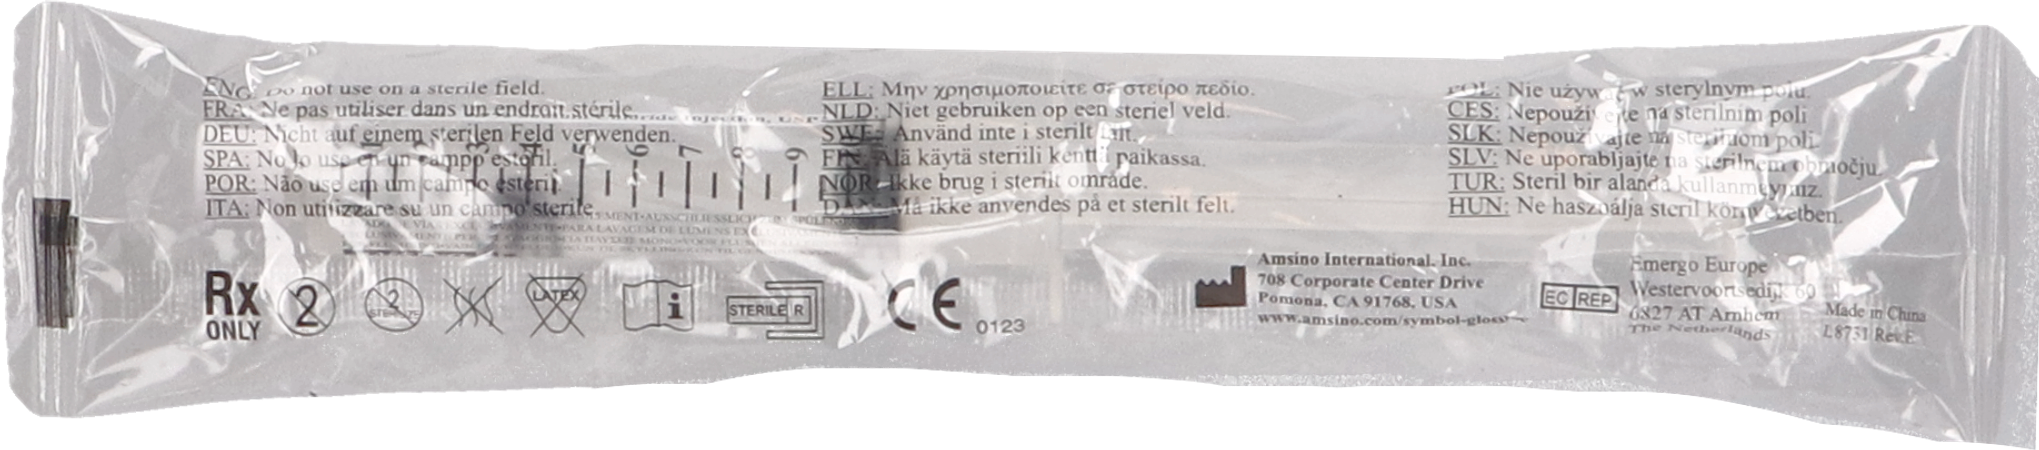 ENG: Do not use on a sterile field.
FRA: Ne pas utiliser dans un endroit stérile.
DEU: Nicht auf einem sterilen Feld verwenden.
SPA: No lo use en un campo estéril.
POR: Não use em um campo estéril.
ITA: Non utilizzare su un campo sterile.
5 6 7 8 9
ELL: Μην χρησιμοποιείτε σε στείρο πεδίο.
NLD: Niet gebruiken op een steriel veld.
SWE: Använd inte i sterilt fält.
FIN: Älä käytä steriili kenttä paikassa.
NOR: Ikke brug i sterilt område.
DAN: Må ikke anvendes på et sterilt felt.
POL: Nie używać w sterylnym polu.
CES: Nepoužívejte na sterilním poli
SLK: Nepoužívajte na sterilnom poli
SLV: Ne uporabljajte na sterilnem območju.
TUR: Steril bir alanda kullanmayınız.
HUN: Ne használja steril környezetben.
Rx ONLY
2
2
LATEX
i
STERILE R
CE 0123
Amsino International, Inc.
708 Corporate Center Drive
Pomona, CA 91768, USA
www.amsino.com/symbol-gloss
EC REP
Emergo Europe
Westervoortsedijk 60
6827 AT Arnhem
The Netherlands
Made in China
L8731 Rev.F